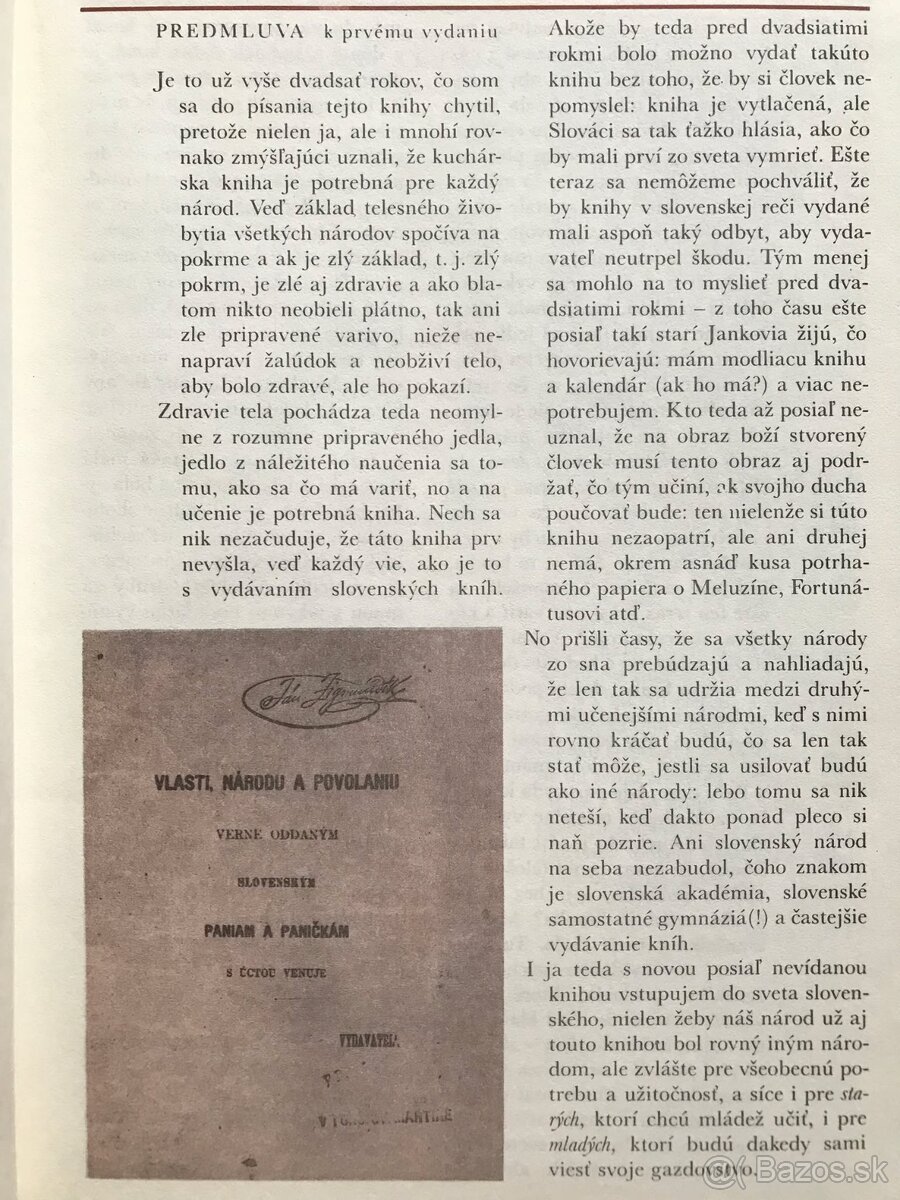 PREDMLUVA k prvému vydaniu
Je to už vyše dvadsať rokov, čo som
sa do písania tejto knihy chytil,
pretože nielen ja, ale i mnohí rov-
nako zmýšľajúci uznali, že kuchár-
ska kniha je potrebná pre každý
národ. Veď základ telesného živo-
bytia všetkých národov spočíva na
pokrme a ak je zlý základ, t. j. zlý
pokrm, je zlé aj zdravie a ako bla-
tom nikto neobieli plátno, tak ani
zle pripravené varivo, nieže ne-
napraví žalúdok a neobživí telo,
aby bolo zdravé, ale ho pokazí.
Zdravie tela pochádza teda neomyl-
ne z rozumne pripraveného jedla,
jedlo z náležitého naučenia sa to-
mu, ako sa čo má variť, no a na
učenie je potrebná kniha. Nech sa
nik nezačuduje, že táto kniha prv
nevyšla, veď každý vie, ako je to
s vydávaním slovenských kníh.
VLASTI, NÁRODU A POVOLANIU
VERNE ODDANÝM
SLOVENSKÝM
PANIAM A PANIČKÁM
S ÚCTOU VENUJE
VYDAVATEĽ.
Akože by teda pred dvadsiatimi
rokmi bolo možno vydať takúto
knihu bez toho, že by si človek ne-
pomyslel: kniha je vytlačená, ale
Slováci sa tak ťažko hlásia, ako čo
by mali prví zo sveta vymrieť. Ešte
teraz sa nemôžeme pochváliť, že
by knihy v slovenskej reči vydané
mali aspoň taký odbyt, aby vyda-
vateľ neutrpel škodu. Tým menej
sa mohlo na to myslieť pred dva-
dsiatimi rokmi – z toho času ešte
posiaľ takí starí Jankovia žijú, čo
hovorievajú: mám modliacu knihu
a kalendár (ak ho má?) a viac ne-
potrebujem. Kto teda až posiaľ ne-
uznal, že na obraz boží stvorený
človek musí tento obraz aj podr-
žať, čo tým učiní, ak svojho ducha
poučovať bude: ten nielenže si túto
knihu nezaopatrí, ale ani druhej
nemá, okrem asnáď kusa potrha-
ného papiera o Meluzíne, Fortuná-
tusovi atď.
No prišli časy, že sa všetky národy
zo sna prebúdzajú a nahliadajú,
že len tak sa udržia medzi druhý-
mi učenejšími národmi, keď s nimi
rovno kráčať budú, čo sa len tak
stať môže, jestli sa usilovať budú
ako iné národy: lebo tomu sa nik
neteší, keď dakto ponad pleco si
naň pozrie. Ani slovenský národ
na seba nezabudol, čoho znakom
je slovenská akadémia, slovenské
samostatné gymnáziá(!) a častejšie
vydávanie kníh.
I ja teda s novou posiaľ nevídanou
knihou vstupujem do sveta sloven-
ského, nielen žeby náš národ už aj
touto knihou bol rovný iným náro-
dom, ale zvlášte pre všeobecnú po-
trebu a užitočnosť, a síce i pre sta-
rých, ktorí chcú mládež učiť, i pre
mladých, ktorí budú dakedy sami
viesť svoje gazdovstvo.
Bazos.sk